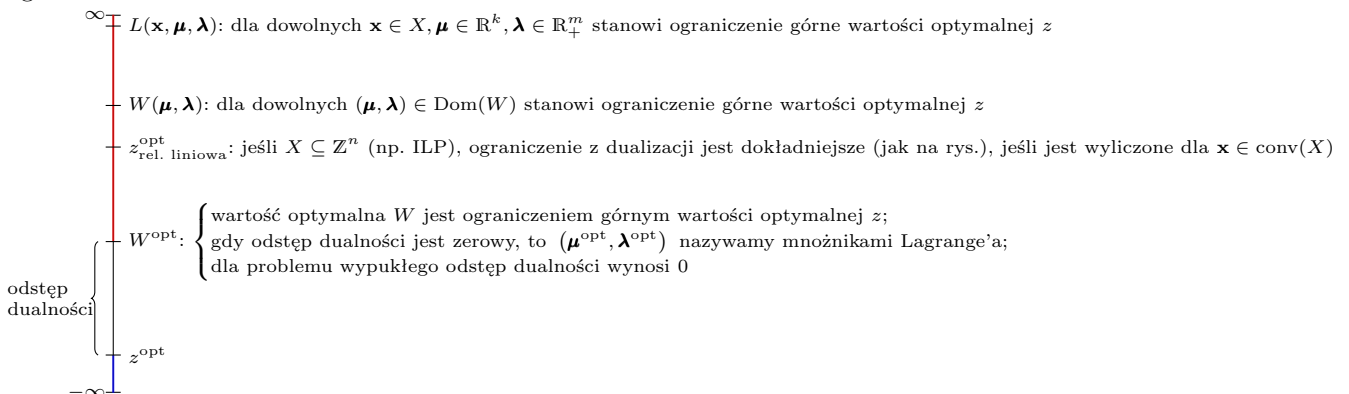 ∞
L(𝐱, 𝛍, 𝛌): dla dowolnych 𝐱 ∈ X, 𝛍 ∈ ℝᵏ, 𝛌 ∈ ℝ₊ᵐ stanowi ograniczenie górne wartości optymalnej z
W(𝛍, 𝛌): dla dowolnych (𝛍, 𝛌) ∈ Dom(W) stanowi ograniczenie górne wartości optymalnej z
z^opt_rel. liniowa: jeśli X ⊆ ℤⁿ (np. ILP), ograniczenie z dualizacji jest dokładniejsze (jak na rys.), jeśli jest wyliczone dla 𝐱 ∈ conv(X)
wartość optymalna W jest ograniczeniem górnym wartości optymalnej z;
W^opt: { gdy odstęp dualności jest zerowy, to (𝛍^opt, 𝛌^opt) nazywamy mnożnikami Lagrange'a;
dla problemu wypukłego odstęp dualności wynosi 0
odstęp
dualności
z^opt
−∞